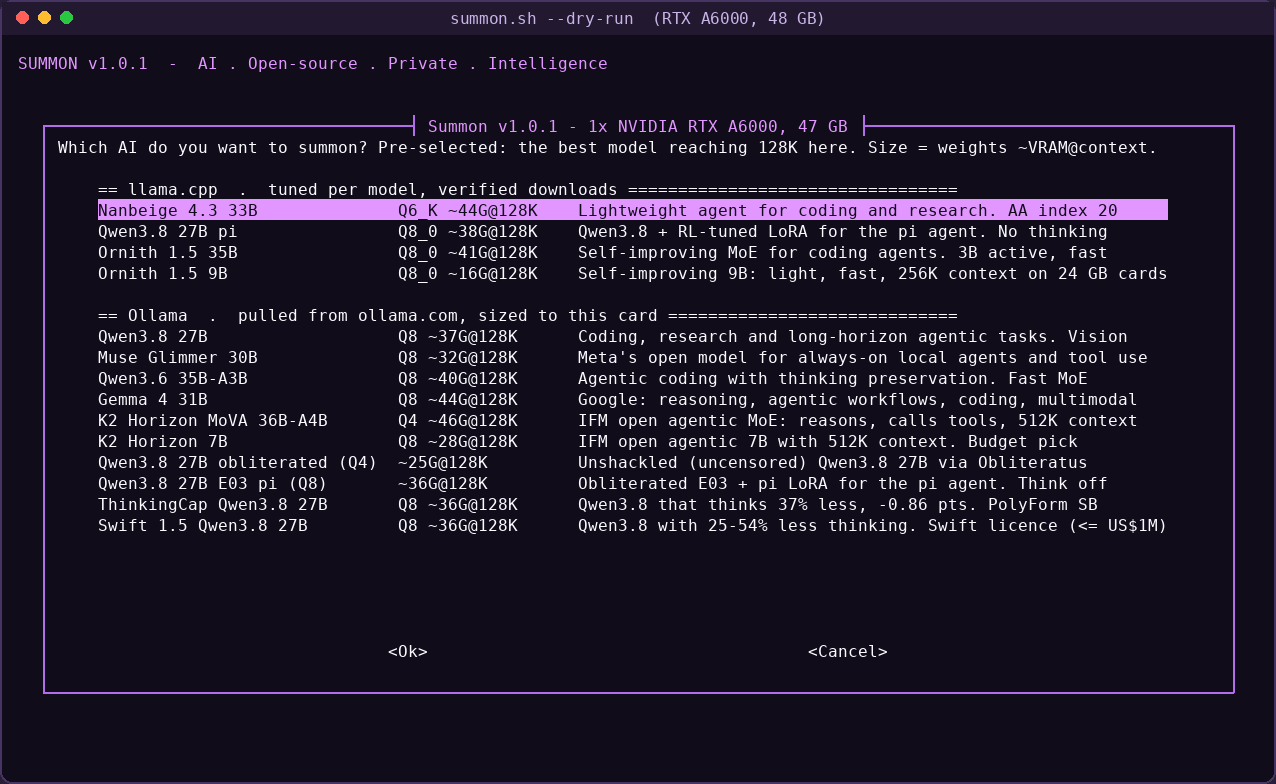 summon.sh --dry-run  (RTX A6000, 48 GB)
SUMMON v1.0.1  -  AI . Open-source . Private . Intelligence
Summon v1.0.1 - 1x NVIDIA RTX A6000, 47 GB
Which AI do you want to summon? Pre-selected: the best model reaching 128K here. Size = weights ~VRAM@context.
== llama.cpp  .  tuned per model, verified downloads =================================
Nanbeige 4.3 33B              Q6_K ~44G@128K    Lightweight agent for coding and research. AA index 20
Qwen3.8 27B pi                Q8_0 ~38G@128K    Qwen3.8 + RL-tuned LoRA for the pi agent. No thinking
Ornith 1.5 35B                Q8_0 ~41G@128K    Self-improving MoE for coding agents. 3B active, fast
Ornith 1.5 9B                 Q8_0 ~16G@128K    Self-improving 9B: light, fast, 256K context on 24 GB cards
== Ollama  .  pulled from ollama.com, sized to this card =============================
Qwen3.8 27B                   Q8 ~37G@128K      Coding, research and long-horizon agentic tasks. Vision
Muse Glimmer 30B              Q8 ~32G@128K      Meta's open model for always-on local agents and tool use
Qwen3.6 35B-A3B               Q8 ~40G@128K      Agentic coding with thinking preservation. Fast MoE
Gemma 4 31B                   Q8 ~44G@128K      Google: reasoning, agentic workflows, coding, multimodal
K2 Horizon MoVA 36B-A4B       Q4 ~46G@128K      IFM open agentic MoE: reasons, calls tools, 512K context
K2 Horizon 7B                 Q8 ~28G@128K      IFM open agentic 7B with 512K context. Budget pick
Qwen3.8 27B obliterated (Q4)  ~25G@128K         Unshackled (uncensored) Qwen3.8 27B via Obliteratus
Qwen3.8 27B E03 pi (Q8)       ~36G@128K         Obliterated E03 + pi LoRA for the pi agent. Think off
ThinkingCap Qwen3.8 27B       Q8 ~36G@128K      Qwen3.8 that thinks 37% less, -0.86 pts. PolyForm SB
Swift 1.5 Qwen3.8 27B         Q8 ~36G@128K      Qwen3.8 with 25-54% less thinking. Swift licence (<= US$1M)
<Ok>                                      <Cancel>